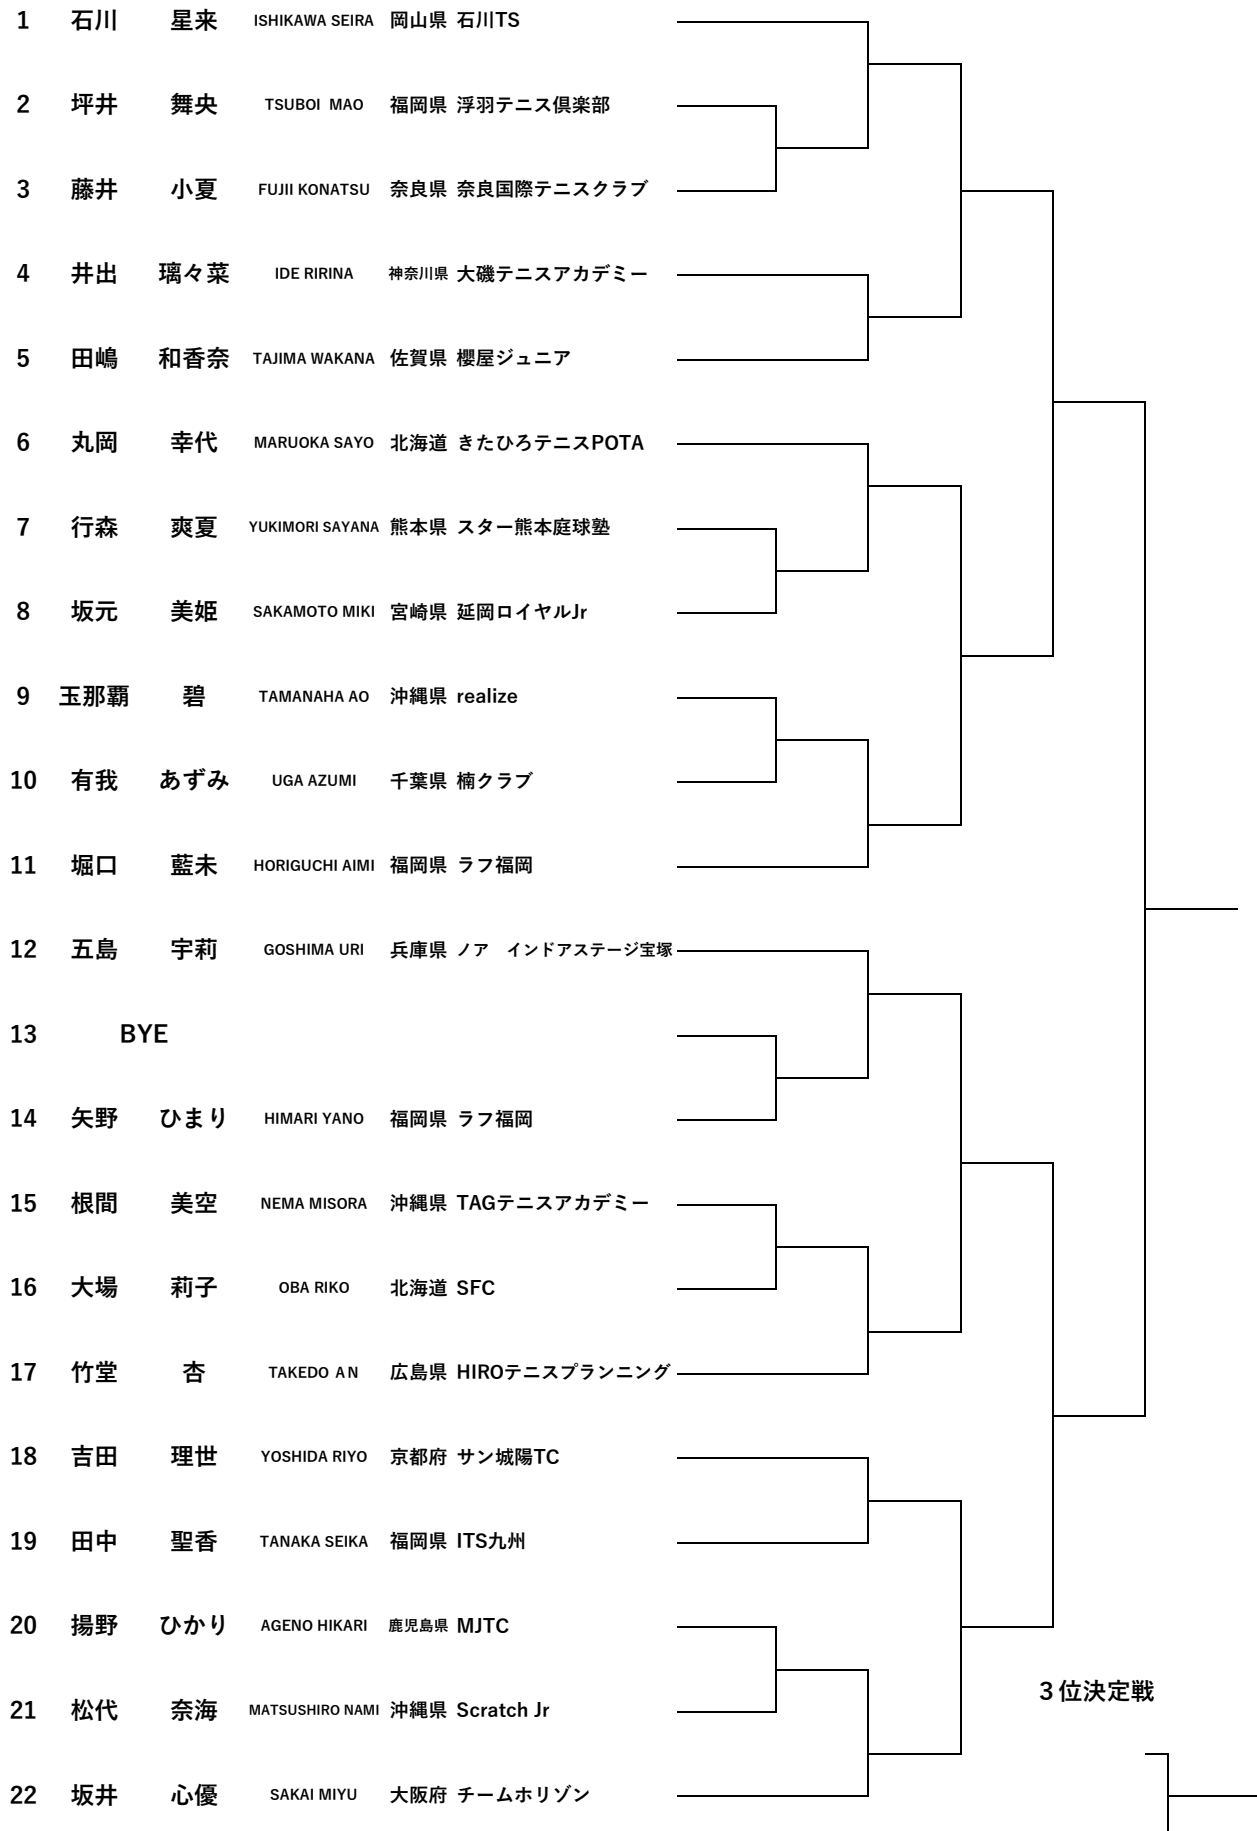 1 石川 星来 ISHIKAWA SEIRA 岡山県 石川TS
2 坪井 舞央 TSUBOI MAO 福岡県 浮羽テニス倶楽部
3 藤井 小夏 FUJII KONATSU 奈良県 奈良国際テニスクラブ
4 井出 璃々菜 IDE RIRINA 神奈川県 大磯テニスアカデミー
5 田嶋 和香奈 TAJIMA WAKANA 佐賀県 櫻屋ジュニア
6 丸岡 幸代 MARUOKA SAYO 北海道 きたひろテニスPOTA
7 行森 爽夏 YUKIMORI SAYANA 熊本県 スター熊本庭球塾
8 坂元 美姫 SAKAMOTO MIKI 宮崎県 延岡ロイヤルJr
9 玉那覇 碧 TAMANAHA AO 沖縄県 realize
10 有我 あずみ UGA AZUMI 千葉県 楠クラブ
11 堀口 藍未 HORIGUCHI AIMI 福岡県 ラフ福岡
12 五島 宇莉 GOSHIMA URI 兵庫県 ノア　インドアステージ宝塚
13 BYE
14 矢野 ひまり HIMARI YANO 福岡県 ラフ福岡
15 根間 美空 NEMA MISORA 沖縄県 TAGテニスアカデミー
16 大場 莉子 OBA RIKO 北海道 SFC
17 竹堂 杏 TAKEDO AN 広島県 HIROテニスプランニング
18 吉田 理世 YOSHIDA RIYO 京都府 サン城陽TC
19 田中 聖香 TANAKA SEIKA 福岡県 ITS九州
20 揚野 ひかり AGENO HIKARI 鹿児島県 MJTC
３位決定戦
21 松代 奈海 MATSUSHIRO NAMI 沖縄県 Scratch Jr
22 坂井 心優 SAKAI MIYU 大阪府 チームホリゾン